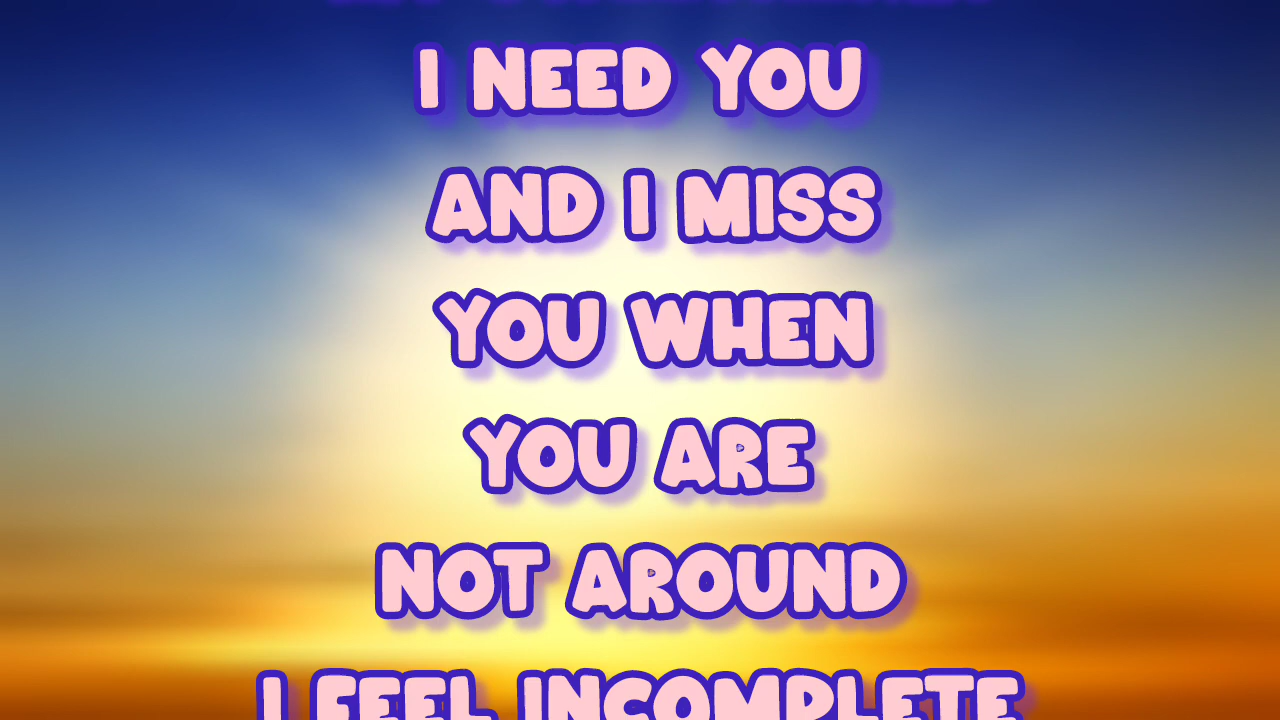 I NEED YOU
AND I MISS
YOU WHEN
YOU ARE
NOT AROUND
I FEEL INCOMPLETE